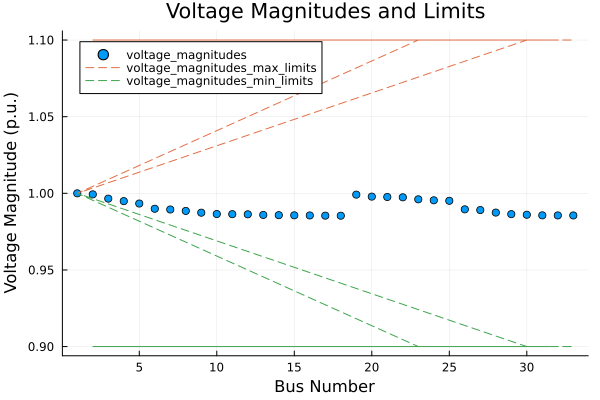 Voltage Magnitudes and Limits
voltage_magnitudes
voltage_magnitudes_max_limits
voltage_magnitudes_min_limits
Voltage Magnitude (p.u.)
1.10
1.05
1.00
0.95
0.90
5 10 15 20 25 30
Bus Number